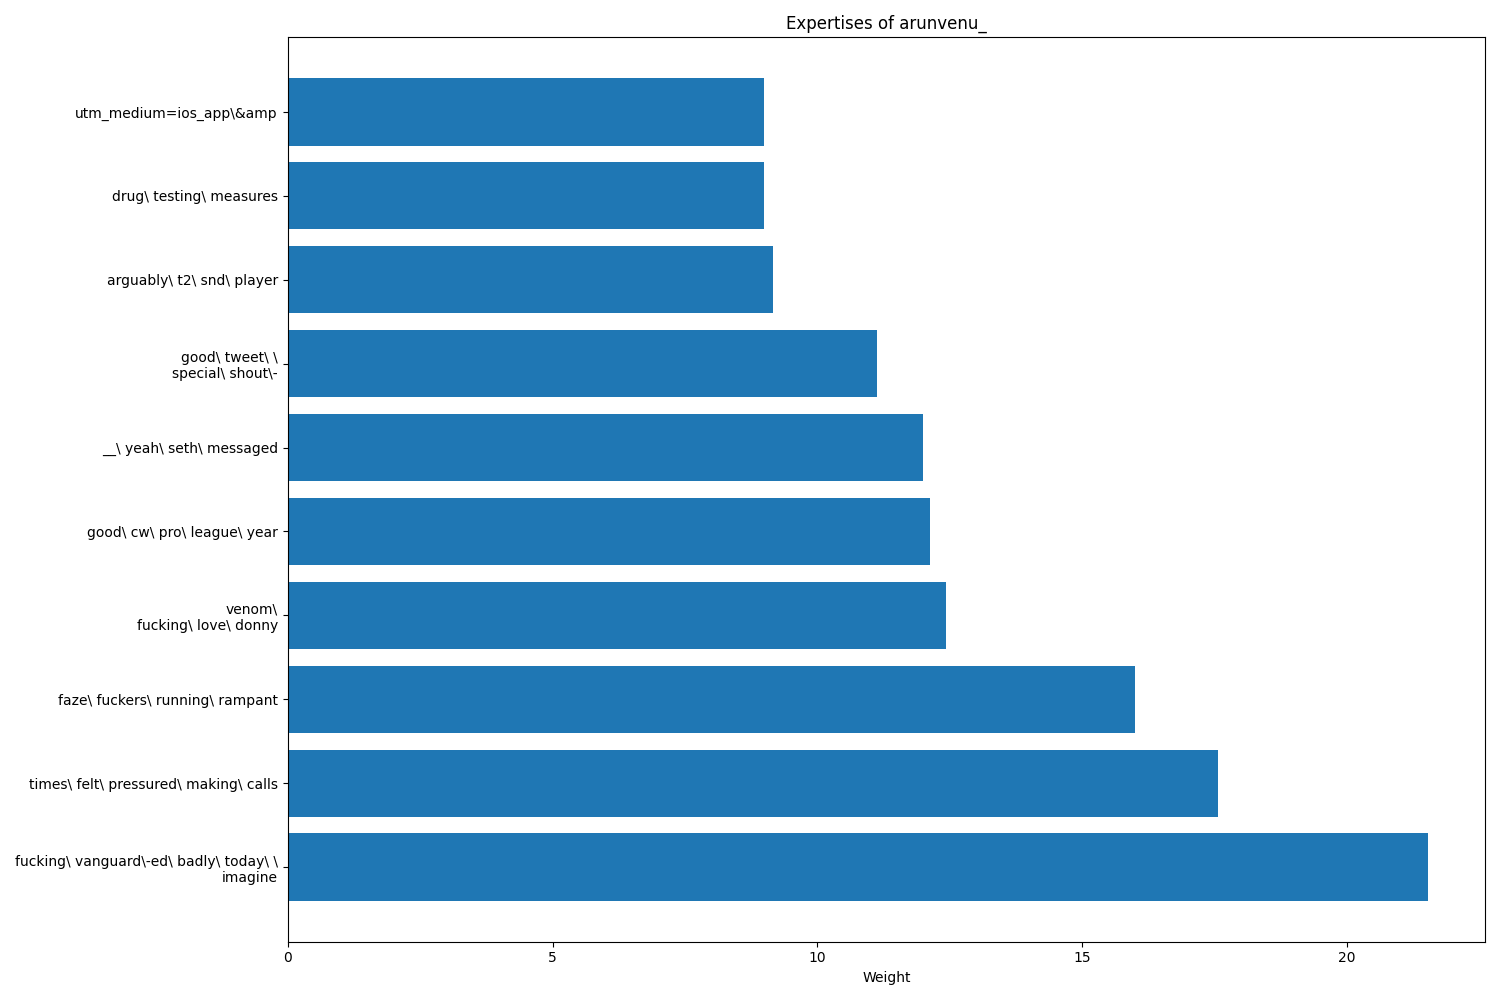 Expertises of arunvenu_
utm_medium=ios_app\&amp
drug\ testing\ measures
arguably\ t2\ snd\ player
good\ tweet\ \
special\ shout\-
__\ yeah\ seth\ messaged
good\ cw\ pro\ league\ year
venom\
fucking\ love\ donny
faze\ fuckers\ running\ rampant
times\ felt\ pressured\ making\ calls
fucking\ vanguard\-ed\ badly\ today\ \
imagine
0 5 10 15 20
Weight